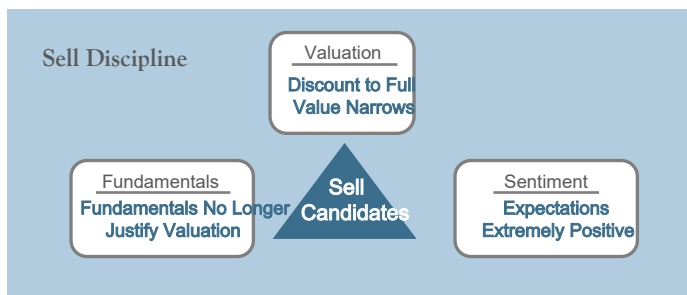 Sell Discipline
Valuation
Discount to Full
Value Narrows
Fundamentals
Fundamentals No Longer
Justify Valuation
Sell
Candidates
Sentiment
Expectations
Extremely Positive